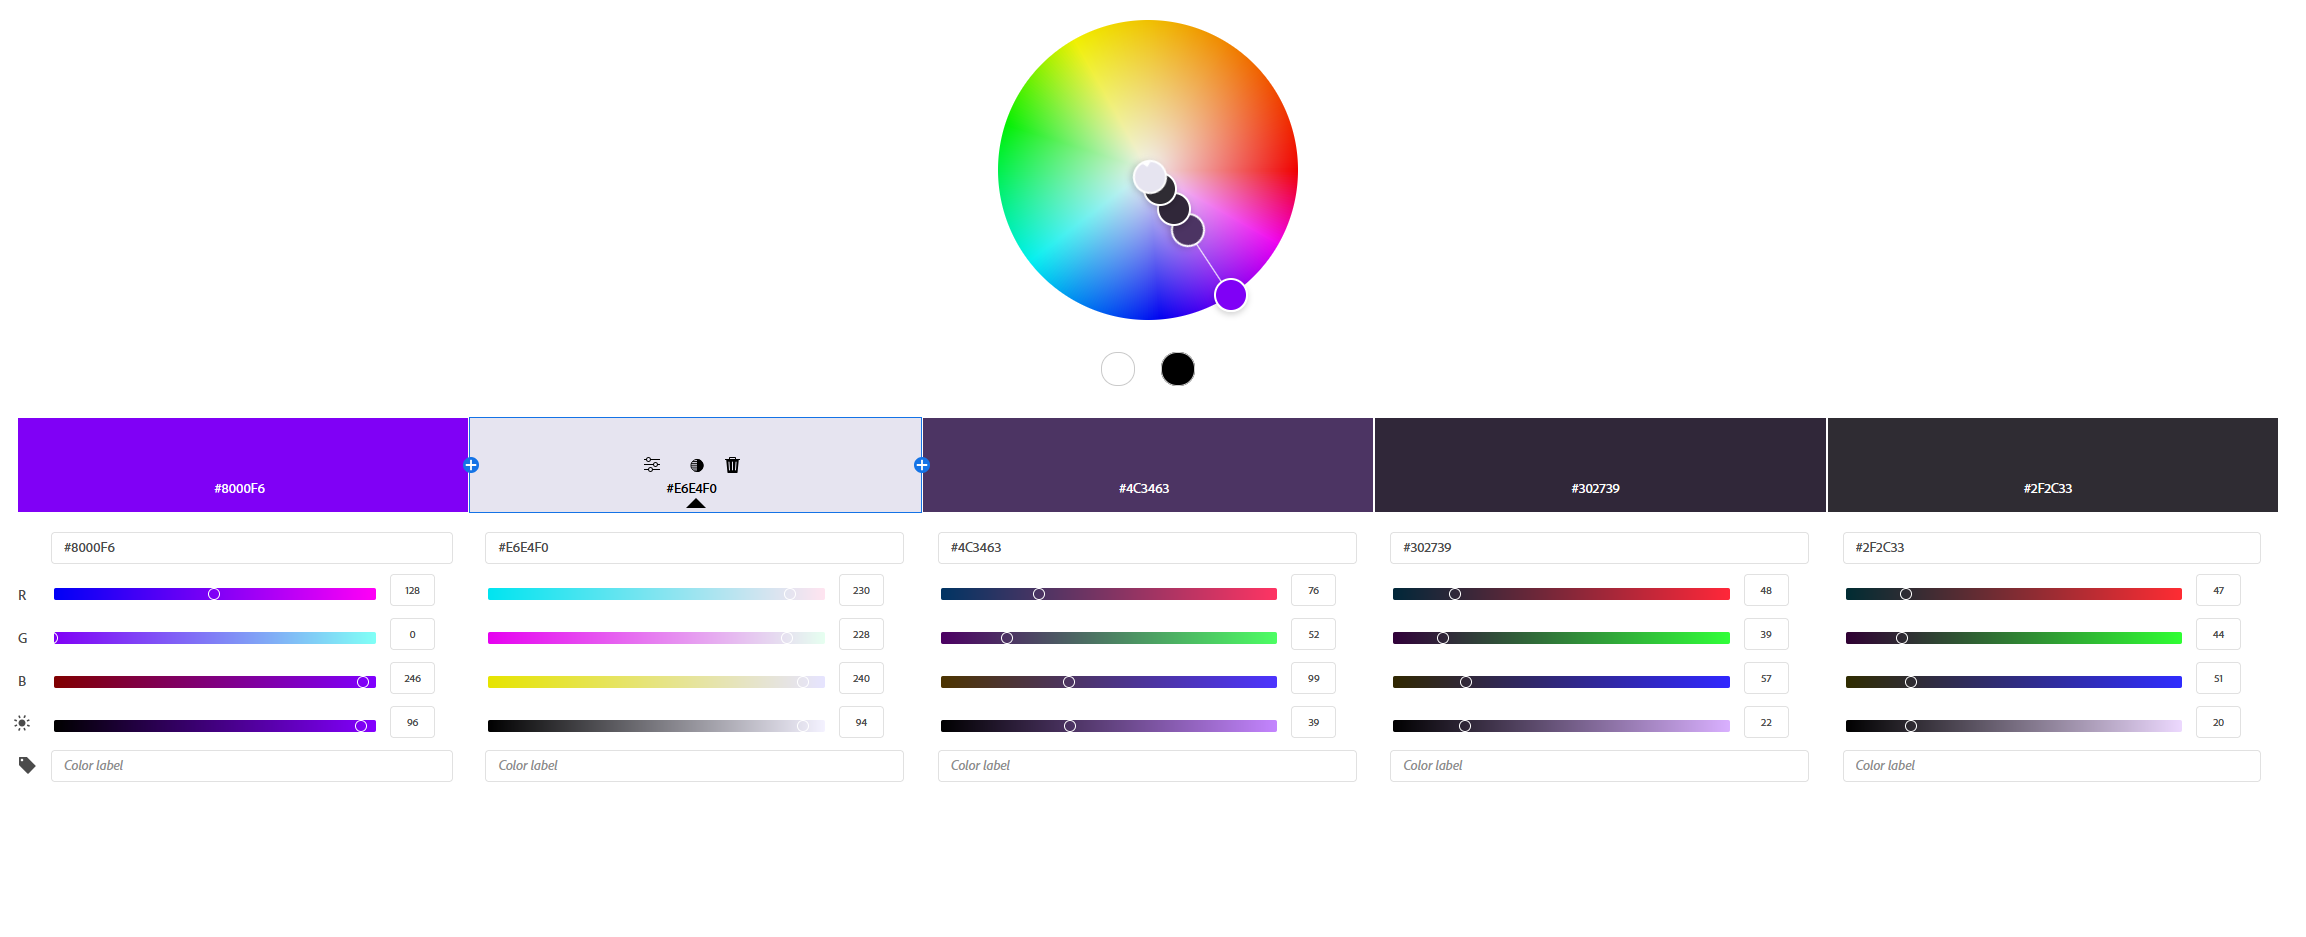 #8000F6 #E6E4F0 #4C3463 #302739 #2F2C33
#8000F6 #E6E4F0 #4C3463 #302739 #2F2C33
R 128 230 76 48 47
G 0 228 52 39 44
B 246 240 99 57 51
96 94 39 22 20
Color label Color label Color label Color label Color label